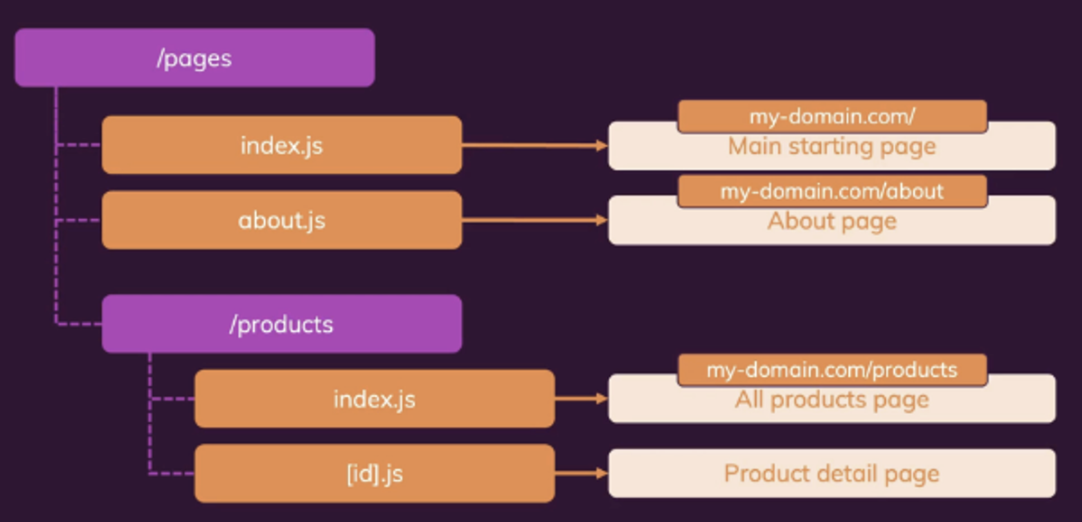 /pages
index.js
my-domain.com/
Main starting page
about.js
my-domain.com/about
About page
/products
index.js
my-domain.com/products
All products page
[id].js
Product detail page